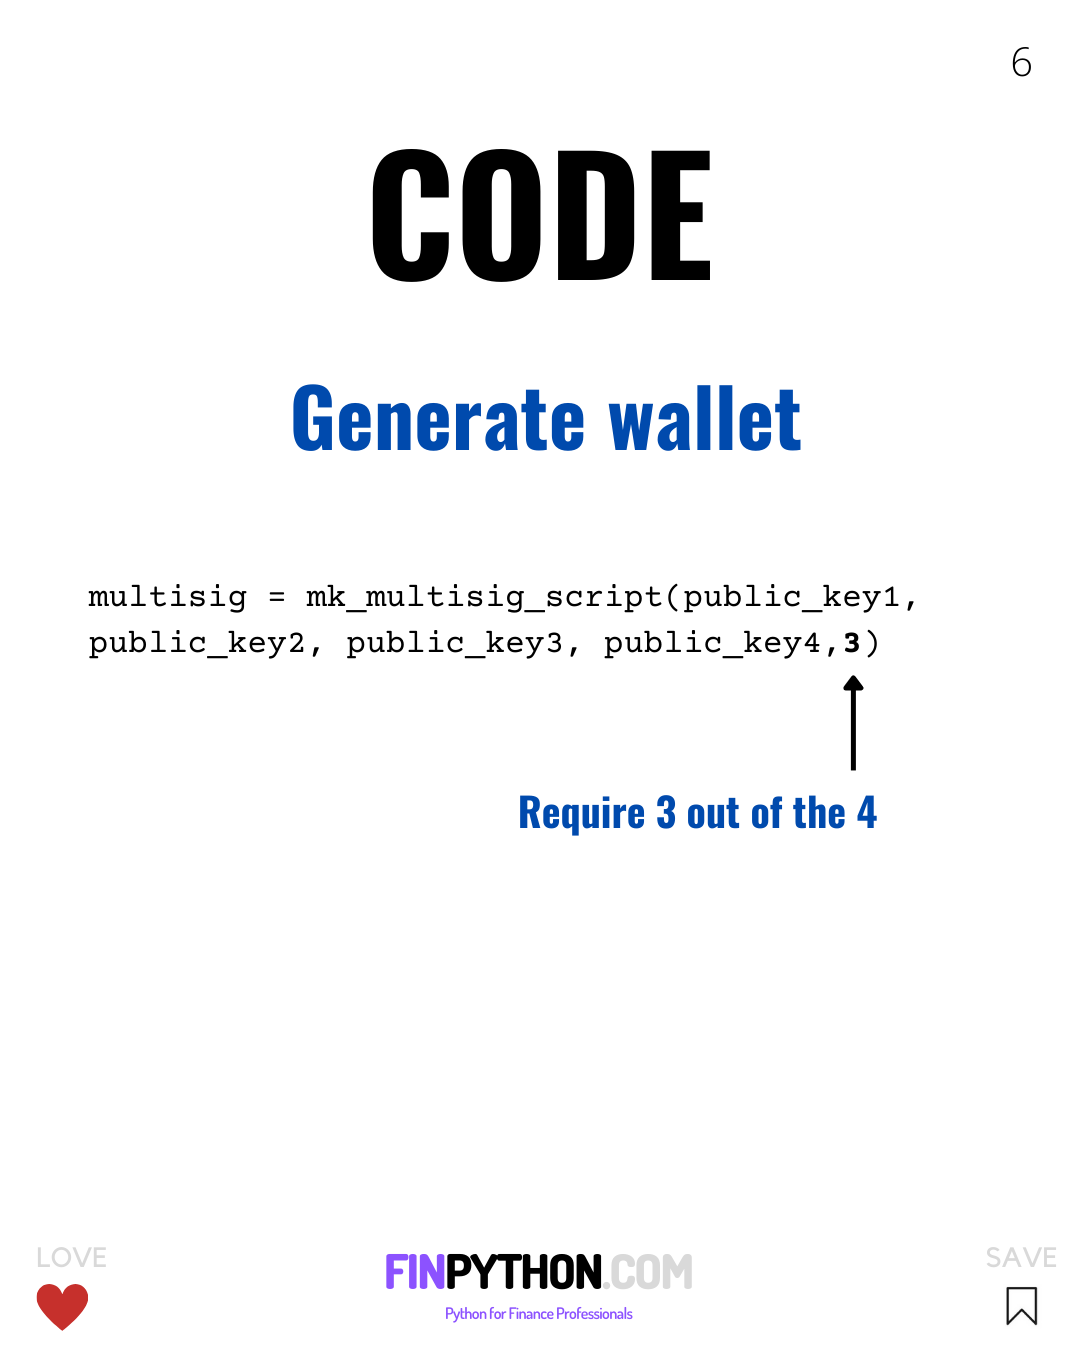 6
CODE
Generate wallet
multisig = mk_multisig_script(public_key1,
public_key2, public_key3, public_key4,3)
Require 3 out of the 4
LOVE
FINPYTHON.COM
Python for Finance Professionals
SAVE